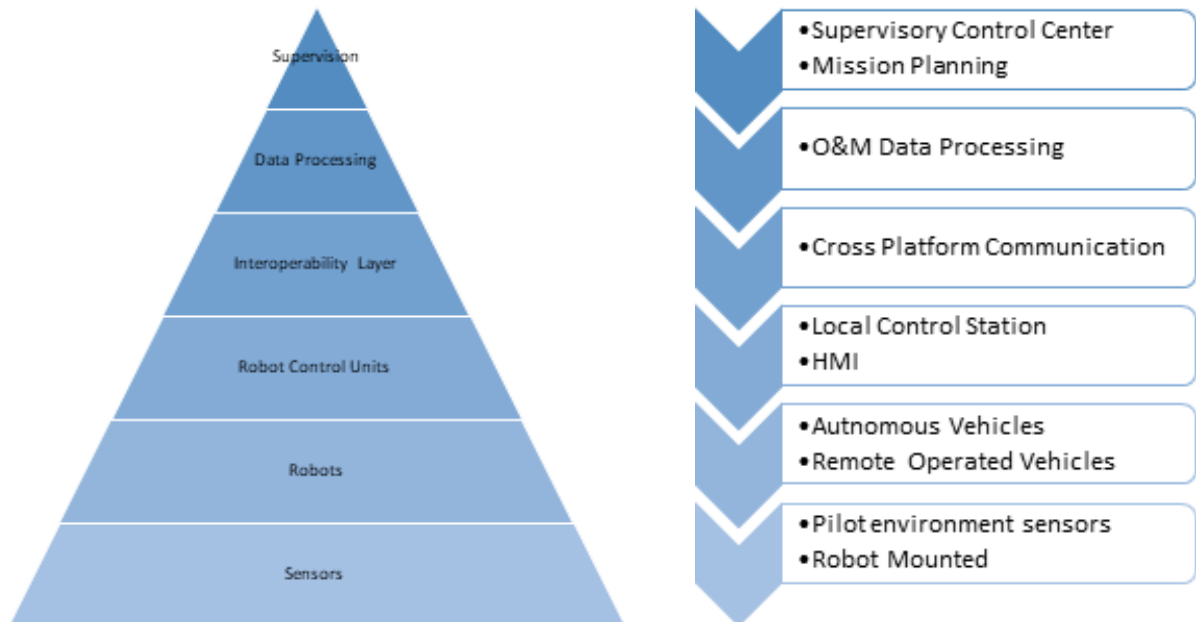 Supervision
Data Processing
Interoperability Layer
Robot Control Units
Robots
Sensors
•Supervisory Control Center
•Mission Planning
•O&M Data Processing
•Cross Platform Communication
•Local Control Station
•HMI
•Autnomous Vehicles
•Remote Operated Vehicles
•Pilot environment sensors
•Robot Mounted